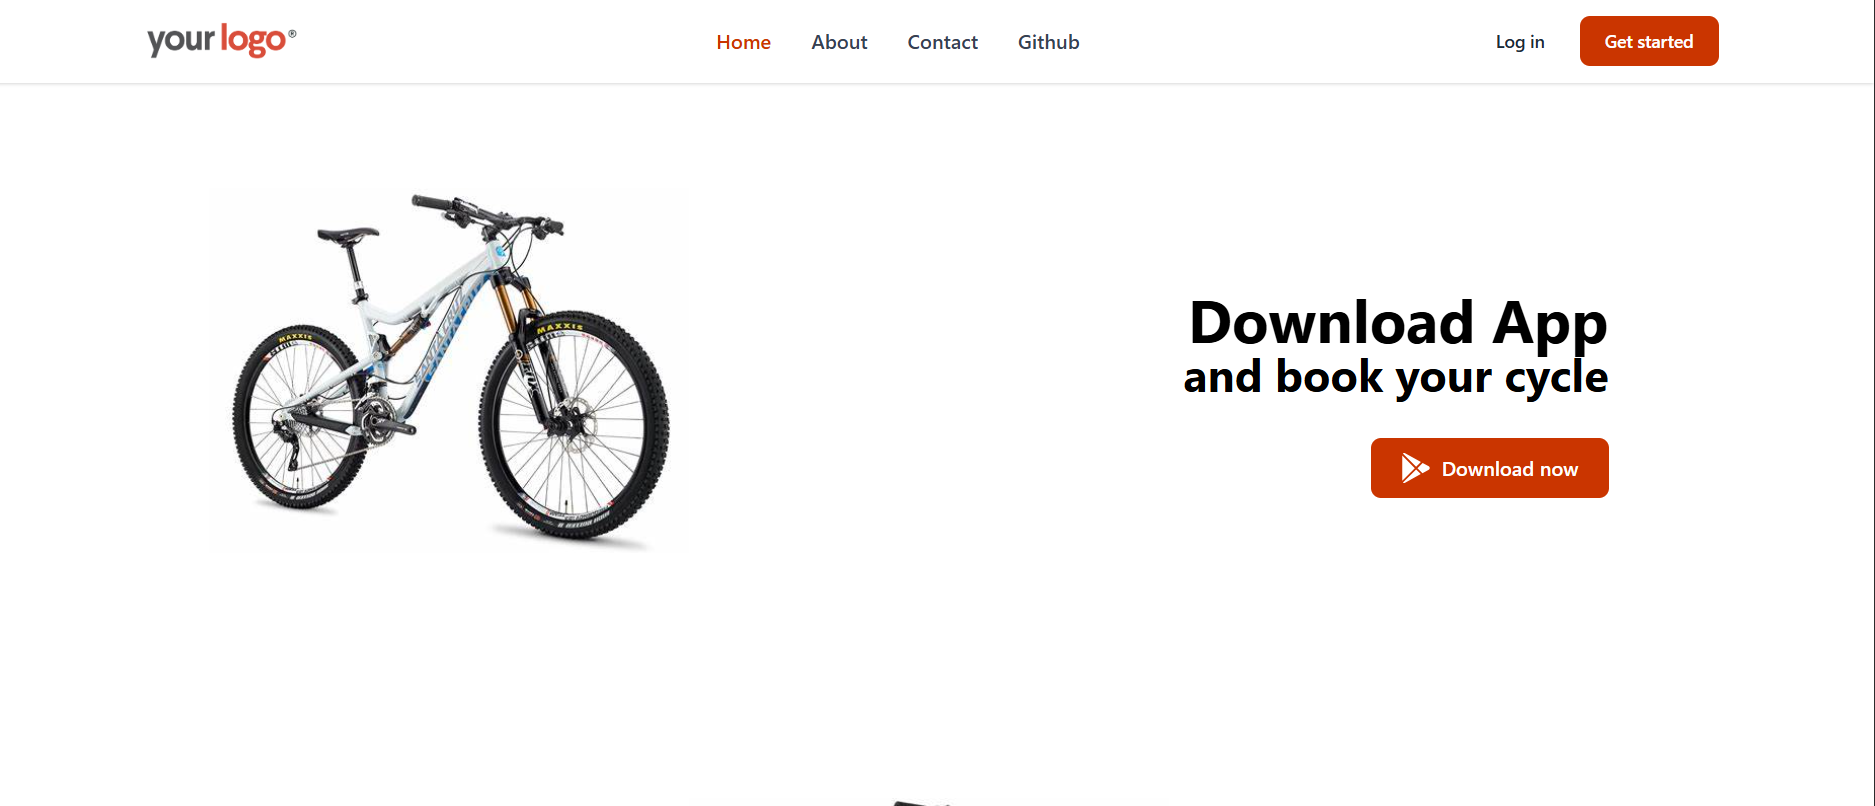 your logo®
Home About Contact Github
Log in Get started
MAXXIS
MAXXIS
Download App
and book your cycle
Download now